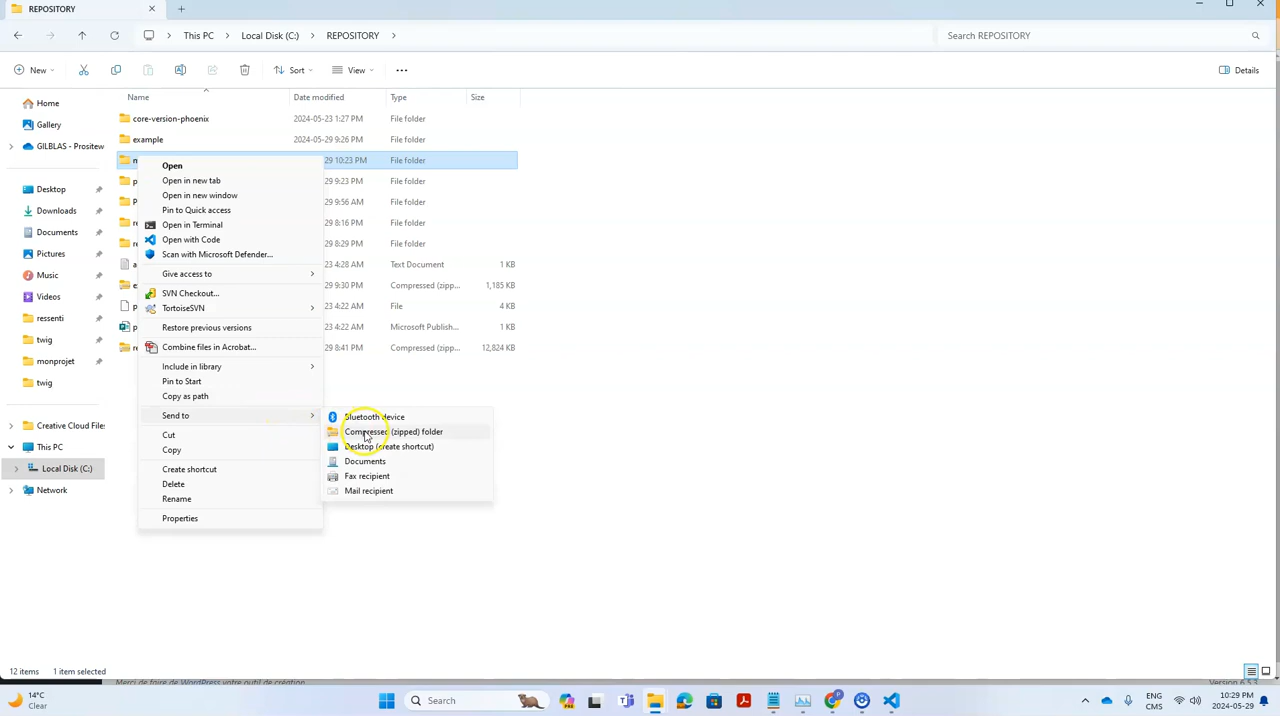 REPOSITORY
This PC Local Disk (C:) REPOSITORY Search REPOSITORY
New Sort View Details
Name Date modified Type Size
Home
Gallery
GILBLAS - Prositew
Desktop
Downloads
Documents
Pictures
Music
Videos
ressenti
twig
monprojet
twig
Creative Cloud Files
This PC
Local Disk (C:)
Network
core-version-phoenix 2024-05-23 1:27 PM File folder
example 2024-05-29 9:26 PM File folder
29 10:23 PM File folder
29 9:23 PM File folder
29 9:56 AM File folder
29 8:16 PM File folder
29 8:29 PM File folder
23 4:28 AM Text Document 1 KB
29 9:30 PM Compressed (zipp... 1,185 KB
23 4:22 AM File 4 KB
23 4:22 AM Microsoft Publish... 1 KB
29 8:41 PM Compressed (zipp... 12,824 KB
Open
Open in new tab
Open in new window
Pin to Quick access
Open in Terminal
Open with Code
Scan with Microsoft Defender...
Give access to
SVN Checkout...
TortoiseSVN
Restore previous versions
Combine files in Acrobat...
Include in library
Pin to Start
Copy as path
Send to
Cut
Copy
Create shortcut
Delete
Rename
Properties
Bluetooth device
Compressed (zipped) folder
Desktop (create shortcut)
Documents
Fax recipient
Mail recipient
12 items 1 item selected
Merci de faire de WordPress votre outil de création.
14°C
Clear
Search
ENG
CMS
10:29 PM
2024-05-29